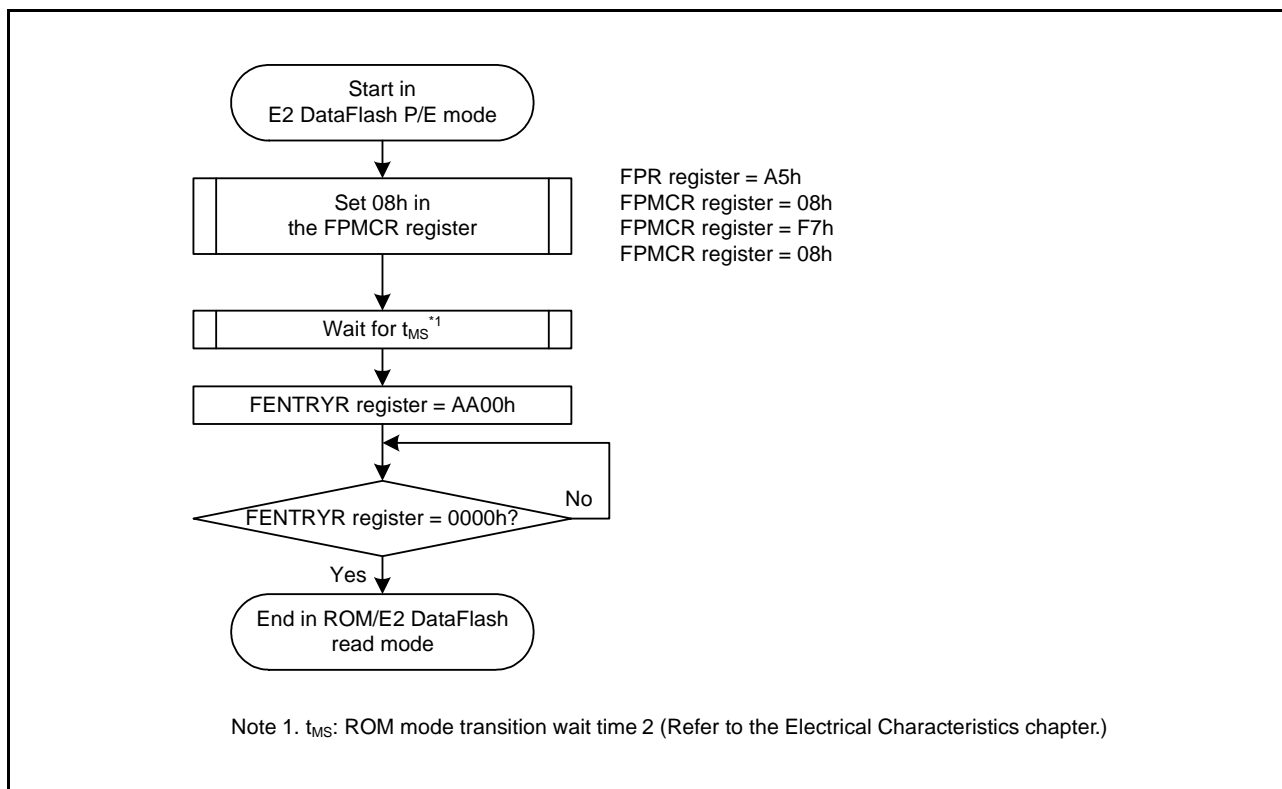 Start in
E2 DataFlash P/E mode
Set 08h in
the FPMCR register
FPR register = A5h
FPMCR register = 08h
FPMCR register = F7h
FPMCR register = 08h
Wait for tMS*1
FENTRYR register = AA00h
FENTRYR register = 0000h?
No
Yes
End in ROM/E2 DataFlash
read mode
Note 1. tMS: ROM mode transition wait time 2 (Refer to the Electrical Characteristics chapter.)